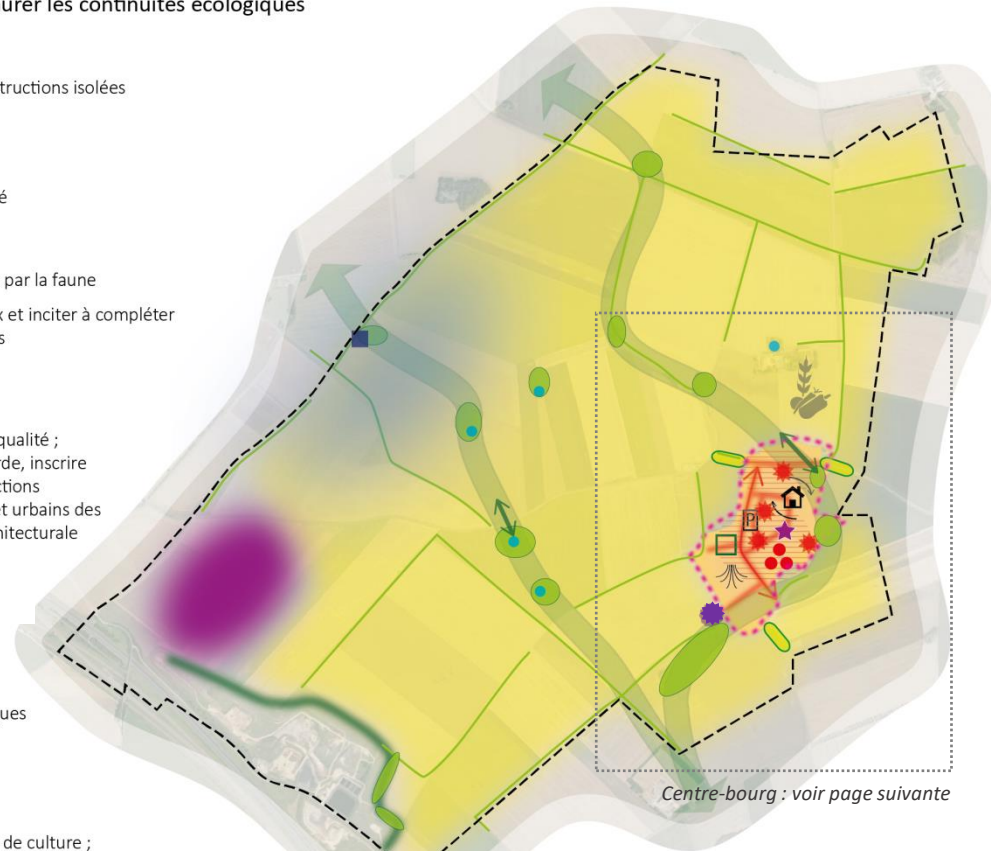 urer les continuités écologiques
tructions isolées
é
par la faune
x et inciter à compléter
s
qualité ;
rde, inscrire
ctions
et urbains des
chitecturale
ues
de culture ;
P
Centre-bourg : voir page suivante